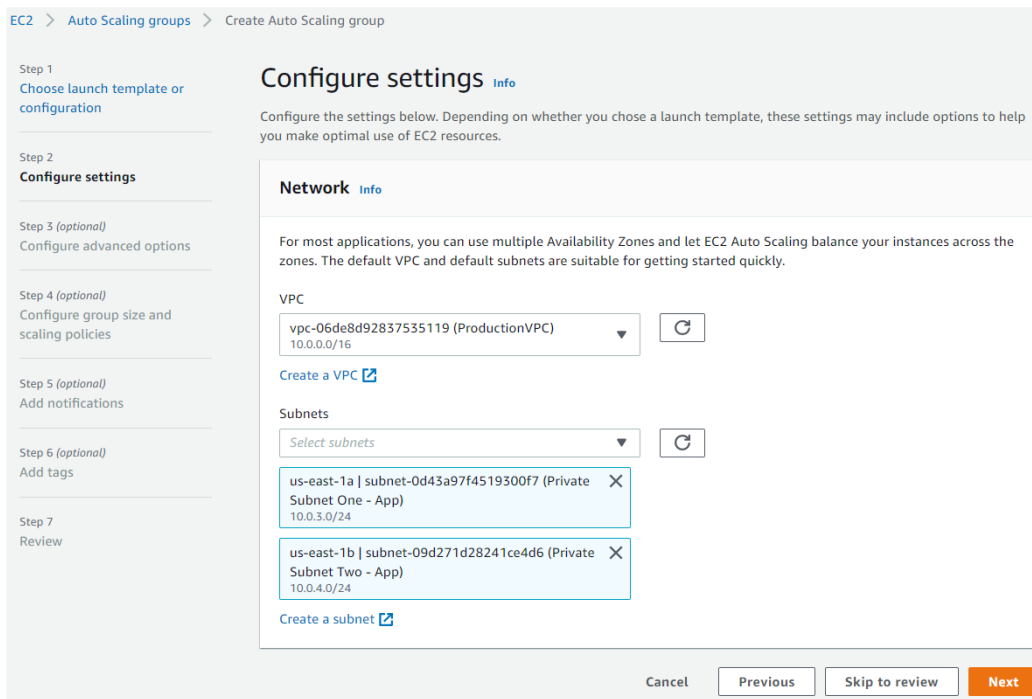 EC2 > Auto Scaling groups > Create Auto Scaling group
Step 1
Choose launch template or
configuration
Step 2
Configure settings
Step 3 (optional)
Configure advanced options
Step 4 (optional)
Configure group size and
scaling policies
Step 5 (optional)
Add notifications
Step 6 (optional)
Add tags
Step 7
Review
Configure settings Info
Configure the settings below. Depending on whether you chose a launch template, these settings may include options to help
you make optimal use of EC2 resources.
Network Info
For most applications, you can use multiple Availability Zones and let EC2 Auto Scaling balance your instances across the
zones. The default VPC and default subnets are suitable for getting started quickly.
VPC
vpc-06de8d92837535119 (ProductionVPC)
10.0.0.0/16
Create a VPC
Subnets
Select subnets
us-east-1a | subnet-0d43a97f4519300f7 (Private
Subnet One - App)
10.0.3.0/24
us-east-1b | subnet-09d271d28241ce4d6 (Private
Subnet Two - App)
10.0.4.0/24
Create a subnet
Cancel
Previous
Skip to review
Next